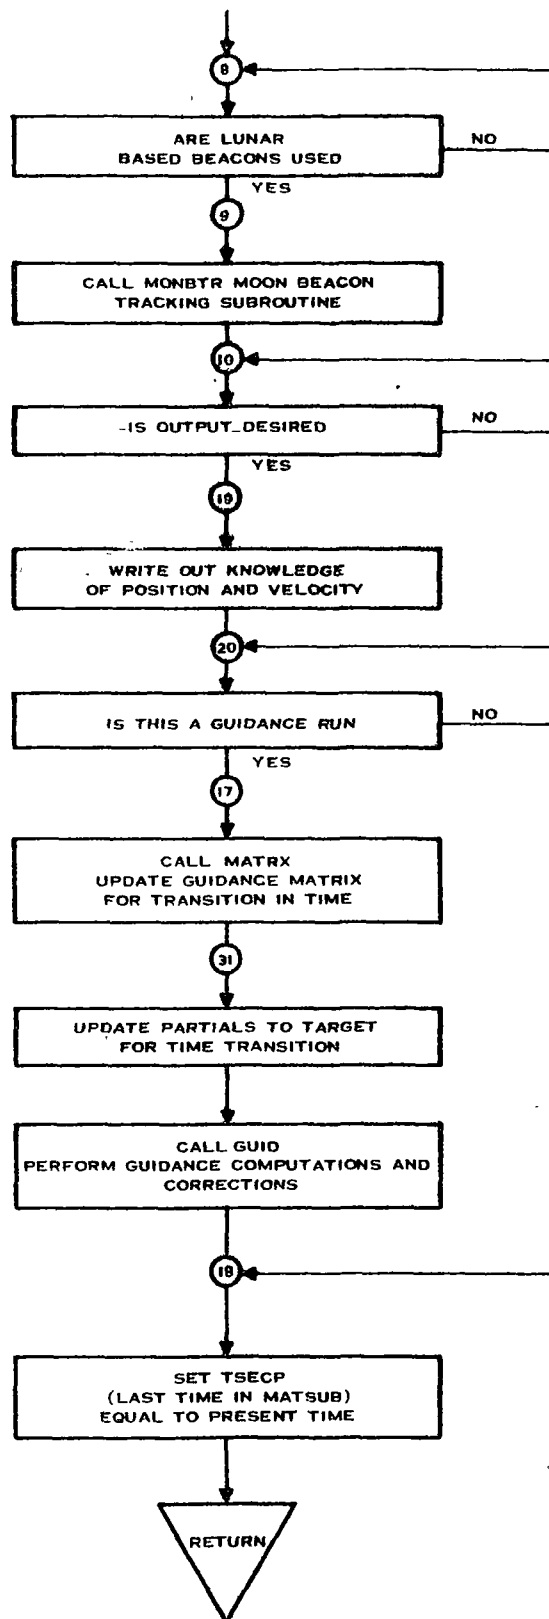 8
ARE LUNAR
BASED BEACONS USED
NO
YES
9
CALL MONBTR MOON BEACON
TRACKING SUBROUTINE
10
IS OUTPUT DESIRED
NO
YES
19
WRITE OUT KNOWLEDGE
OF POSITION AND VELOCITY
20
IS THIS A GUIDANCE RUN
NO
YES
17
CALL MATRX
UPDATE GUIDANCE MATRIX
FOR TRANSITION IN TIME
31
UPDATE PARTIALS TO TARGET
FOR TIME TRANSITION
CALL GUID
PERFORM GUIDANCE COMPUTATIONS AND
CORRECTIONS
18
SET TSECP
(LAST TIME IN MATSUB)
EQUAL TO PRESENT TIME
RETURN